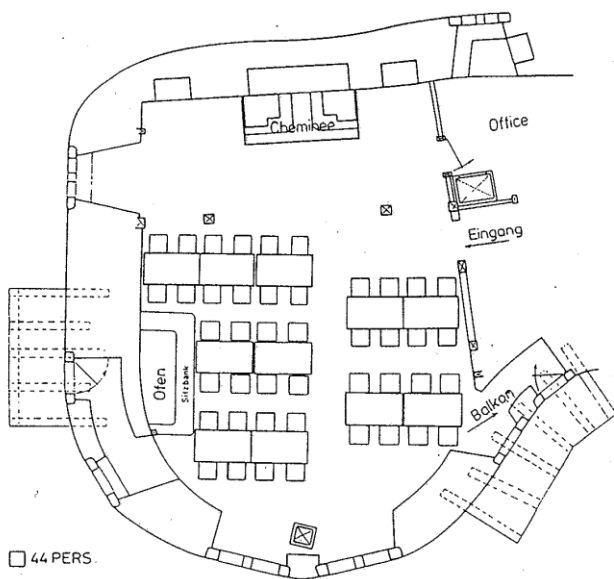 Cheminee
Office
Eingang
Ofen
Sitzbank
Balkon
44 PERS.